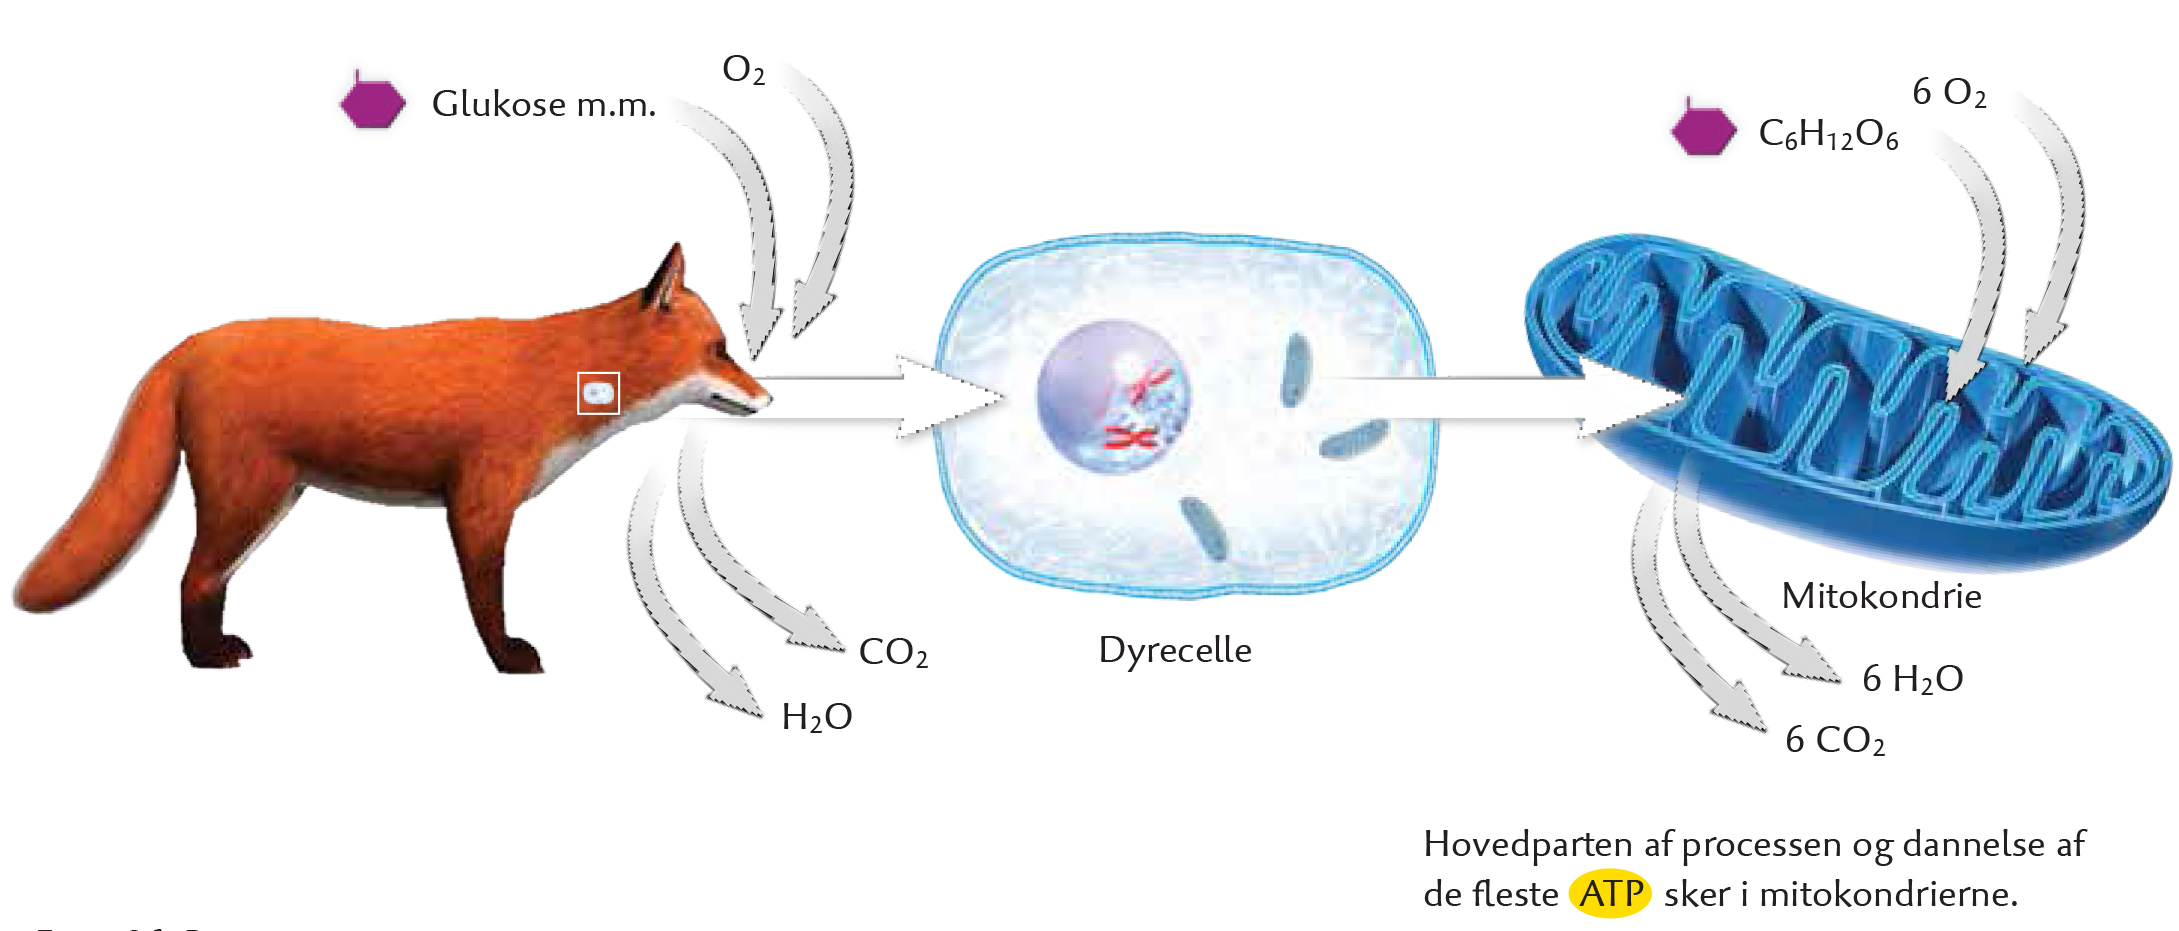 Glukose m.m.
O₂
CO₂
H₂O
Dyrecelle
C₆H₁₂O₆
6 O₂
Mitokondrie
6 H₂O
6 CO₂
Hovedparten af processen og dannelse af
de fleste ATP sker i mitokondrierne.